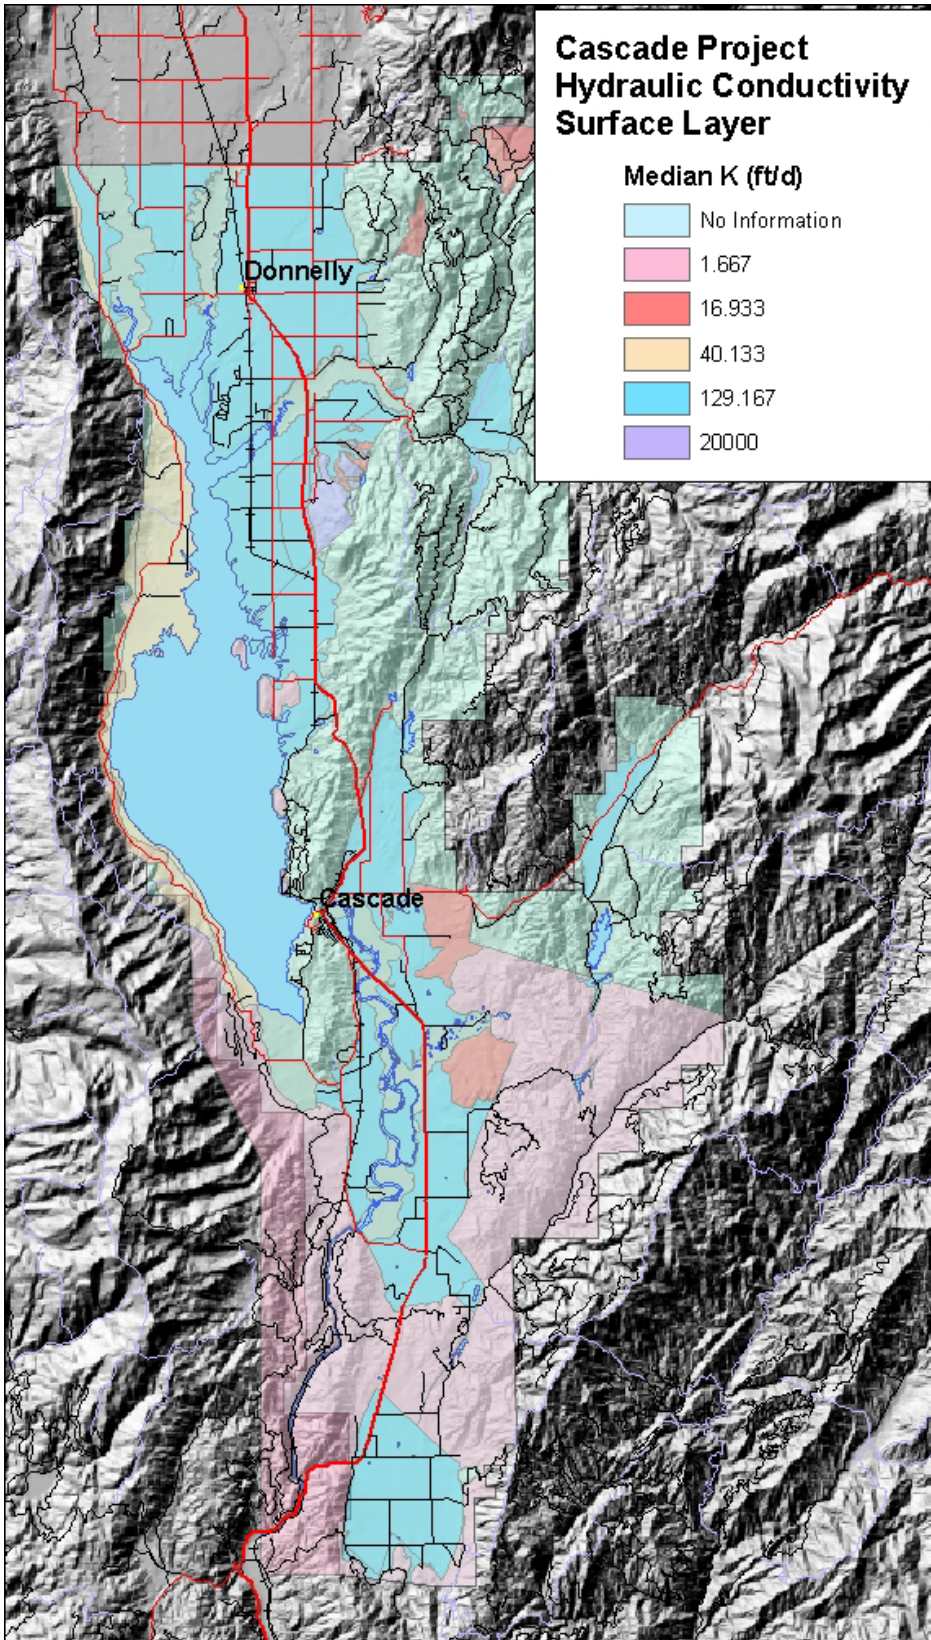 Cascade Project
Hydraulic Conductivity
Surface Layer
Median K (ft/d)
No Information
1.667
16.933
40.133
129.167
20000
Donnelly
Cascade